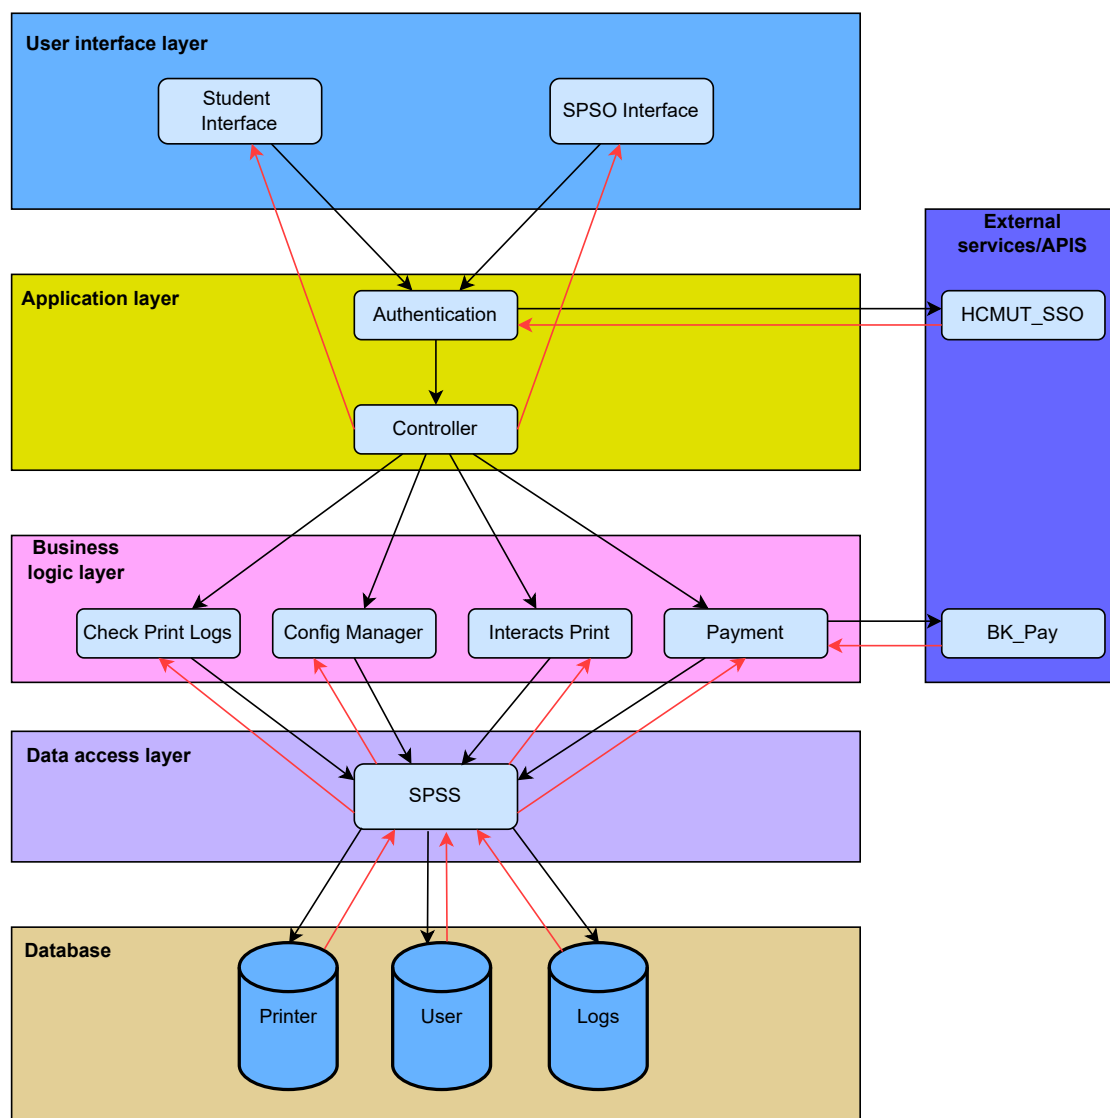 User interface layer
Student
Interface
SPSO Interface
External
services/APIS
Application layer
Authentication
HCMUT_SSO
Controller
Business
logic layer
Check Print Logs
Config Manager
Interacts Print
Payment
BK_Pay
Data access layer
SPSS
Database
Printer
User
Logs